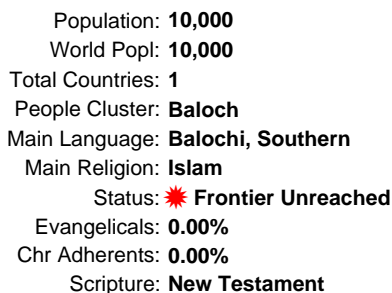 Population: 10,000
World Popl: 10,000
Total Countries: 1
People Cluster: Baloch
Main Language: Balochi, Southern
Main Religion: Islam
Status: Frontier Unreached
Evangelicals: 0.00%
Chr Adherents: 0.00%
Scripture: New Testament